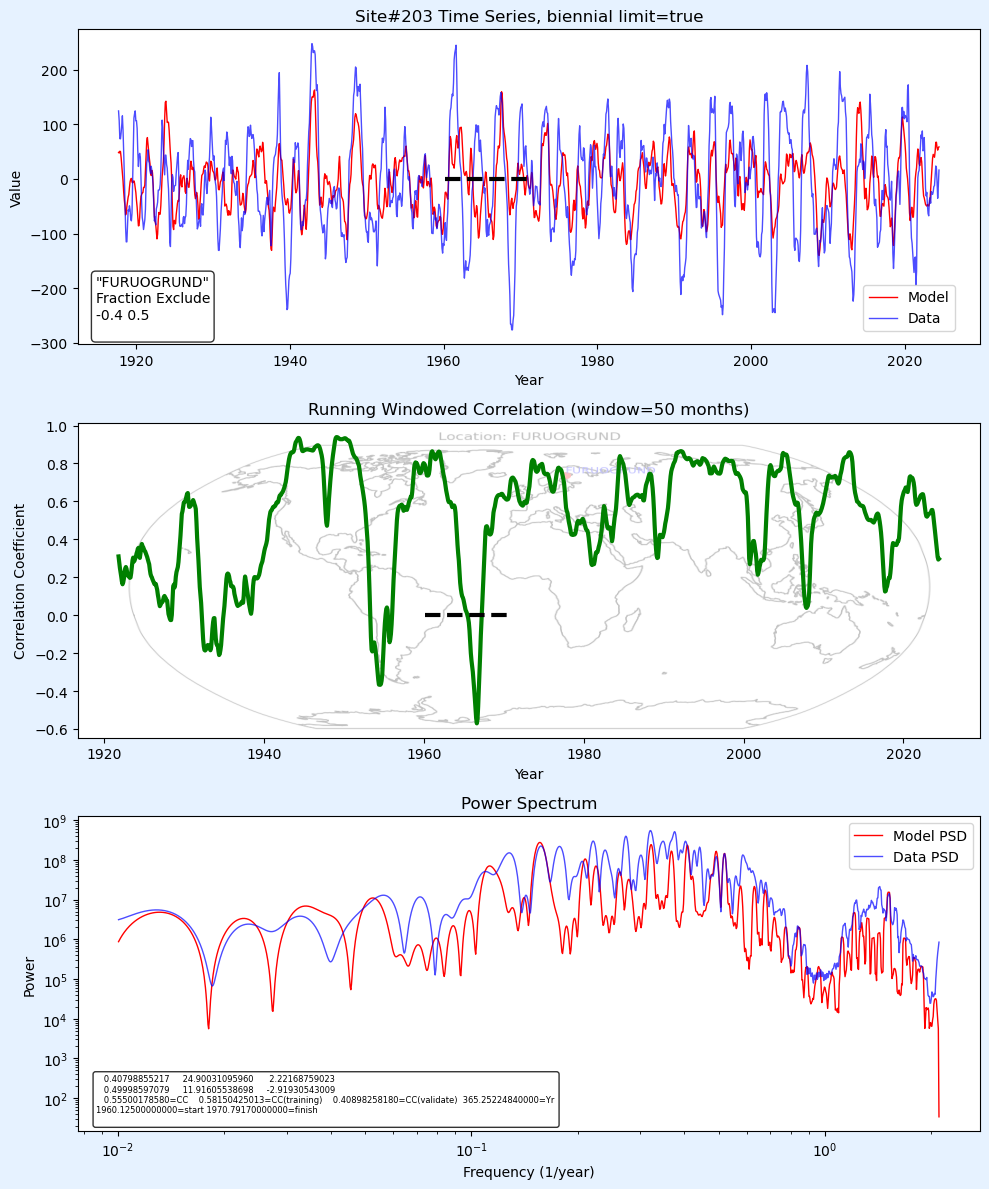 Site#203 Time Series, biennial limit=true
Value
200
100
0
−100
−200
−300
"FURUOGRUND"
Fraction Exclude
-0.4 0.5
Model
Data
1920
1940
1960
1980
2000
2020
Year
Running Windowed Correlation (window=50 months)
Location: FURUOGRUND
FURUOGRUND
Correlation Coefficient
1.0
0.8
0.6
0.4
0.2
0.0
−0.2
−0.4
−0.6
1920
1940
1960
1980
2000
2020
Year
Power Spectrum
Power
10⁹
10⁸
10⁷
10⁶
10⁵
10⁴
10³
10²
Model PSD
Data PSD
0.40798855217 24.90031095960 2.22168759023
0.49998597079 11.91605538698 -2.91930543009
0.55500178580=CC 0.58150425013=CC(training) 0.40898258180=CC(validate) 365.25224840000=Yr
1960.12500000000=start 1970.79170000000=finish
10⁻²
10⁻¹
10⁰
Frequency (1/year)